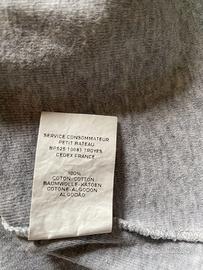 SERVICE CONSOMMATEUR
PETIT BATEAU
BP525 10081 TROYES
CEDEX FRANCE
100%
COTON-COTTON
BAUMWOLLE-KATOEN
COTONE-ALGODON
ALGODÃO